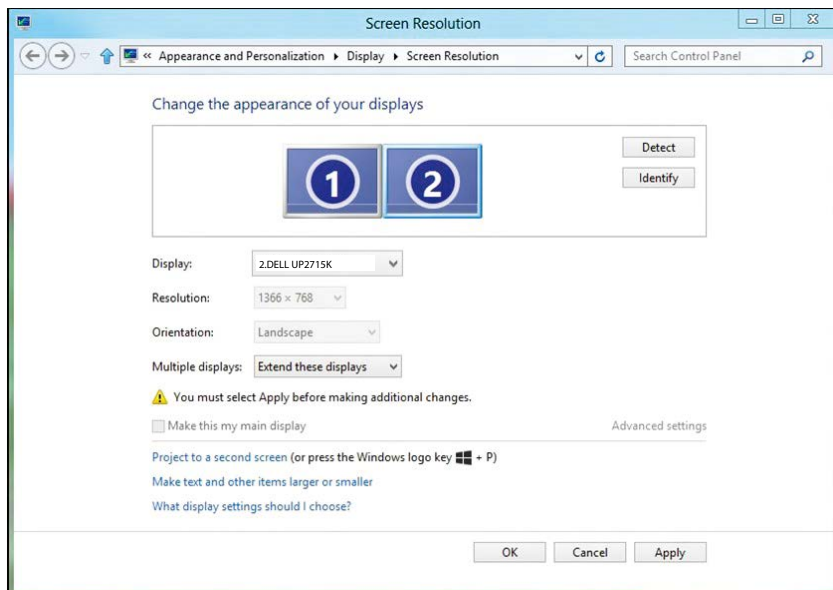 Screen Resolution
« Appearance and Personalization Display Screen Resolution Search Control Panel
Change the appearance of your displays
1 2
Detect
Identify
Display: 2.DELL UP2715K
Resolution: 1366 × 768
Orientation: Landscape
Multiple displays: Extend these displays
You must select Apply before making additional changes.
Make this my main display Advanced settings
Project to a second screen (or press the Windows logo key + P)
Make text and other items larger or smaller
What display settings should I choose?
OK Cancel Apply